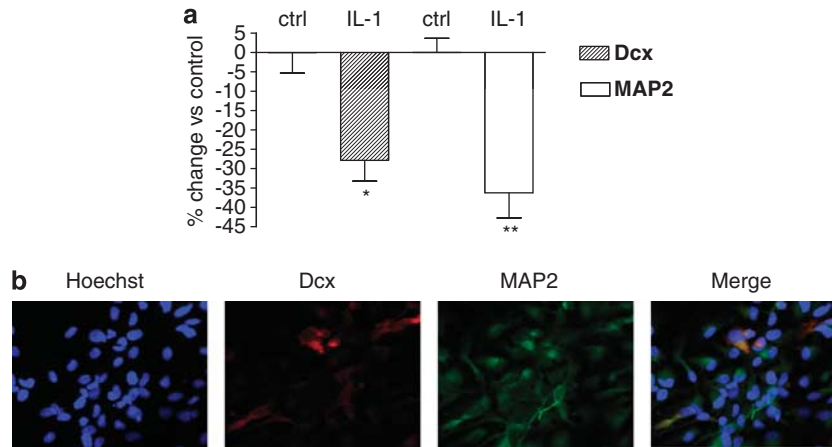 a
ctrl IL-1 ctrl IL-1
% change vs control
5
0
-5
-10
-15
-20
-25
-30
-35
-40
-45
*
**
Dcx
MAP2
b
Hoechst Dcx MAP2 Merge